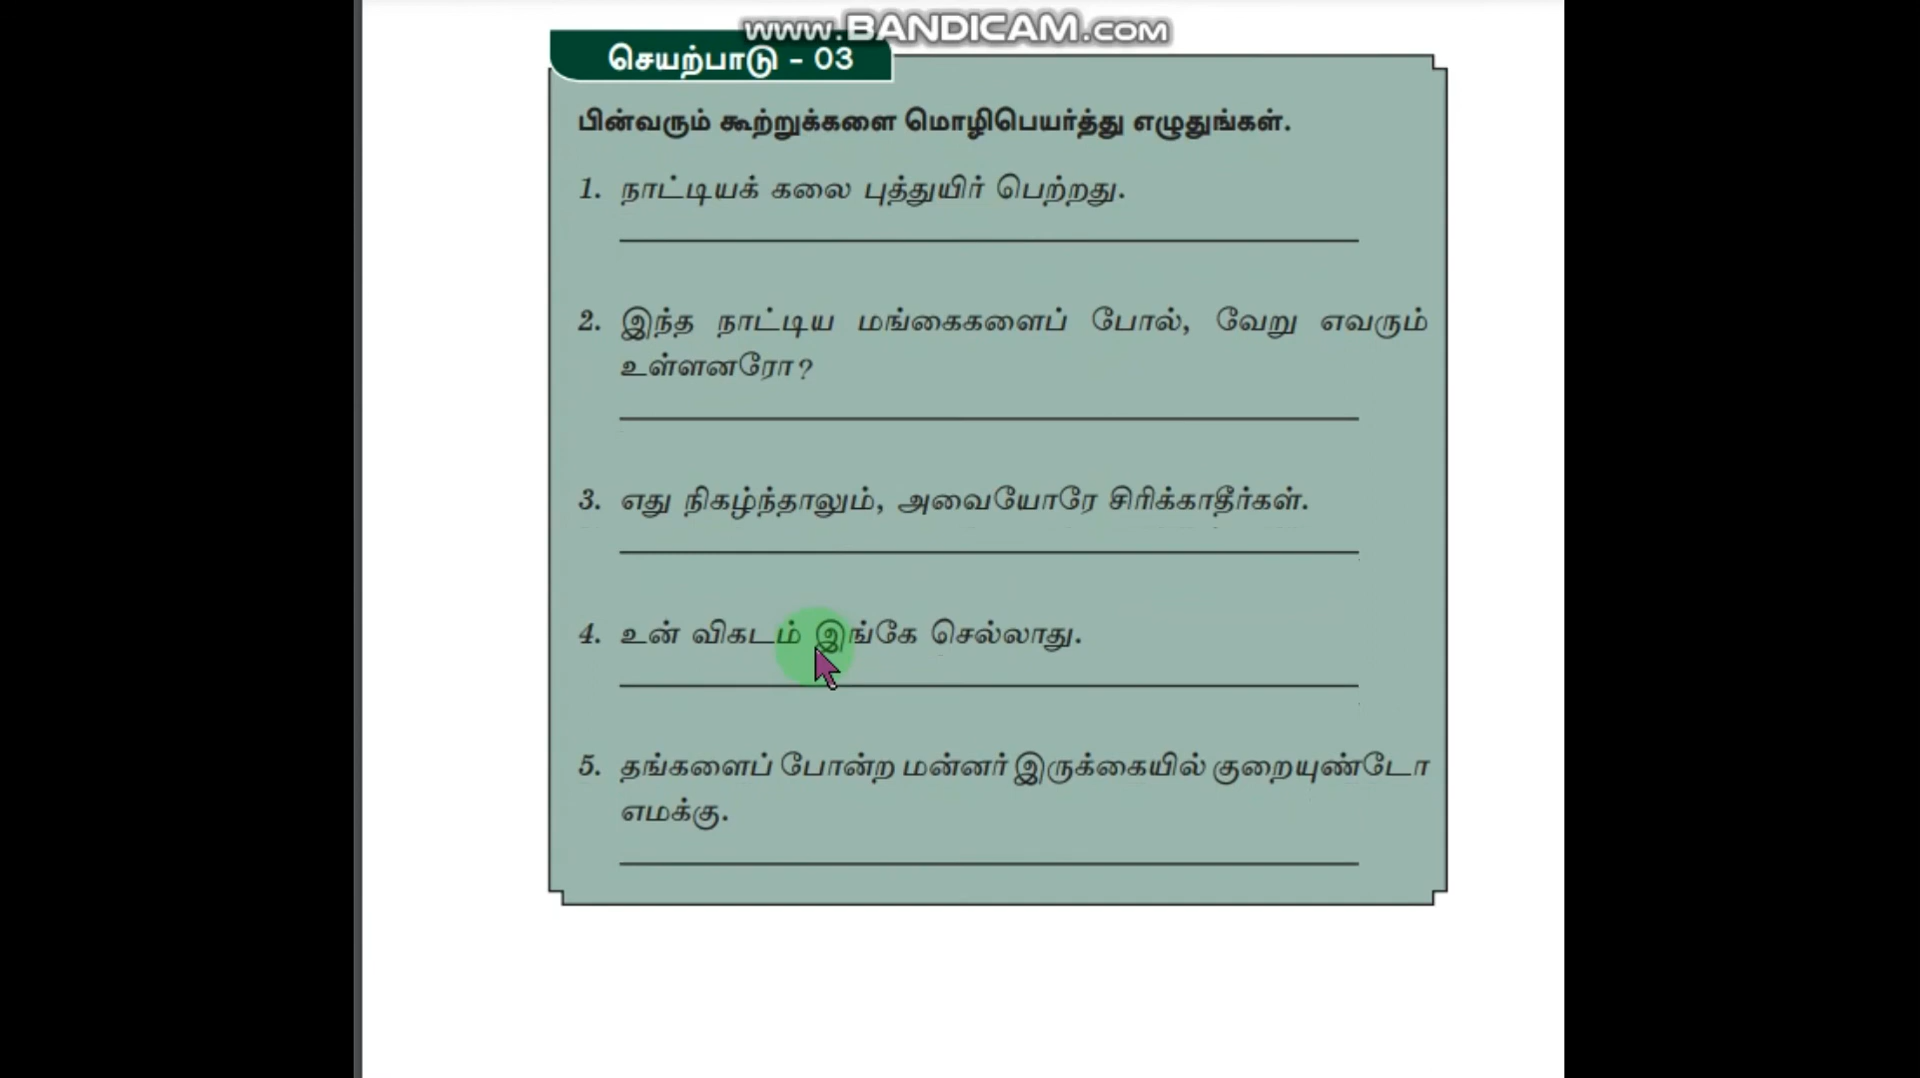 www.BANDICAM.com
செயற்பாடு - 03
பின்வரும் கூற்றுக்களை மொழிபெயர்த்து எழுதுங்கள்.
1. நாட்டியக் கலை புத்துயிர் பெற்றது.
2. இந்த நாட்டிய மங்கைகளைப் போல், வேறு எவரும்
உள்ளனரோ?
3. எது நிகழ்ந்தாலும், அவையோரே சிரிக்காதீர்கள்.
4. உன் விகடம் இங்கே செல்லாது.
5. தங்களைப் போன்ற மன்னர் இருக்கையில் குறையுண்டோ
எமக்கு.